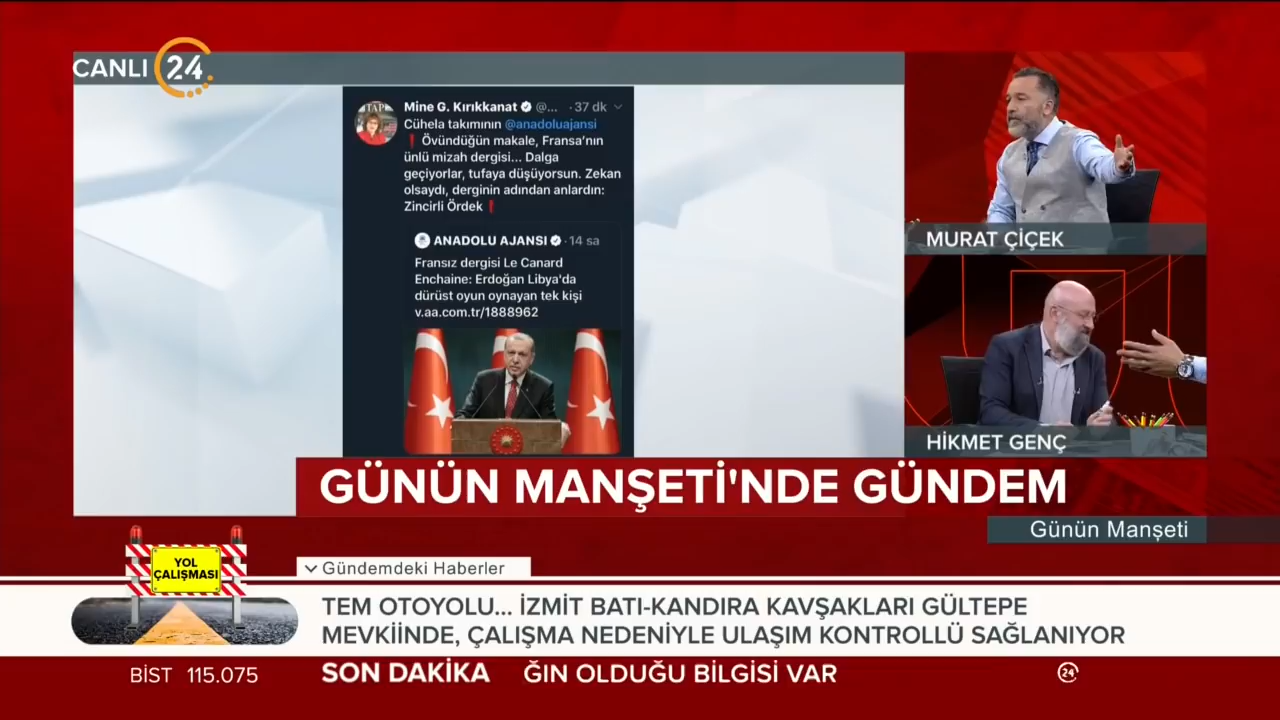 CANLI 24
TAP
Mine G. Kırıkkanat @... · 37 dk
Cühela takımının @anadoluajansi
❗ Övündüğün makale, Fransa’nın
ünlü mizah dergisi... Dalga
geçiyorlar, tufaya düşüyorsun. Zekan
olsaydı, derginin adından anlardın:
Zincirli Ördek ❗
ANADOLU AJANSI · 14 sa
Fransız dergisi Le Canard
Enchaine: Erdoğan Libya'da
dürüst oyun oynayan tek kişi
v.aa.com.tr/1888962
MURAT ÇİÇEK
HİKMET GENÇ
GÜNÜN MANŞETİ'NDE GÜNDEM
Günün Manşeti
YOL
ÇALIŞMASI
Gündemdeki Haberler
TEM OTOYOLU... İZMİT BATI-KANDIRA KAVŞAKLARI GÜLTEPE
MEVKİİNDE, ÇALIŞMA NEDENİYLE ULAŞIM KONTROLLÜ SAĞLANIYOR
BİST 115.075
SON DAKİKA ĞIN OLDUĞU BİLGİSİ VAR
24